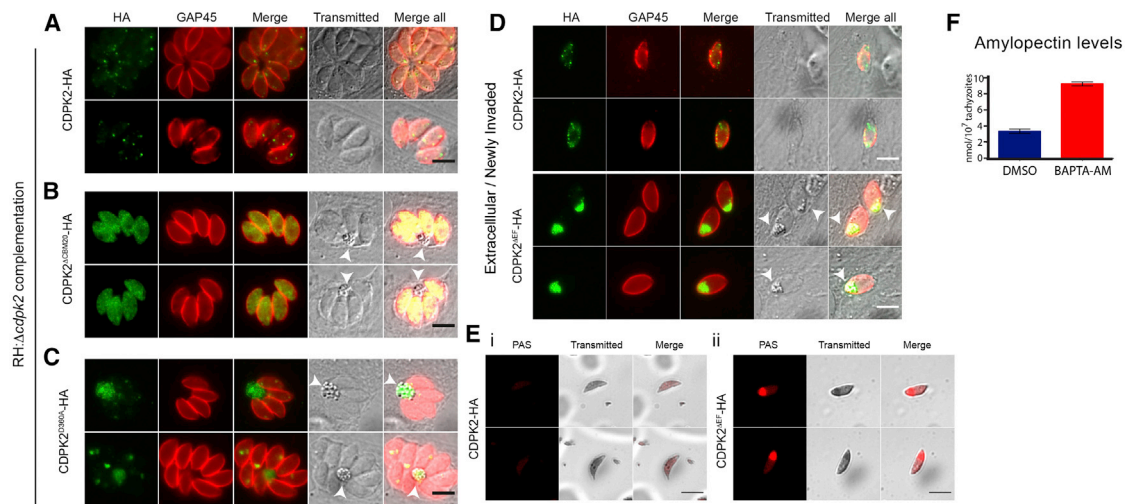 A
HA GAP45 Merge Transmitted Merge all
CDPK2-HA
B
CDPK2ΔCBM20-HA
C
CDPK2D360A-HA
RH:Δcdpk2 complementation
D
HA GAP45 Merge Transmitted Merge all
Extracellular / Newly Invaded
CDPK2-HA
CDPK2ΔEF-HA
E
i
PAS Transmitted Merge
CDPK2-HA
ii
PAS Transmitted Merge
CDPK2ΔEF-HA
F
Amylopectin levels
nmol/10⁷ tachyzoites
10
8
6
4
2
0
DMSO BAPTA-AM